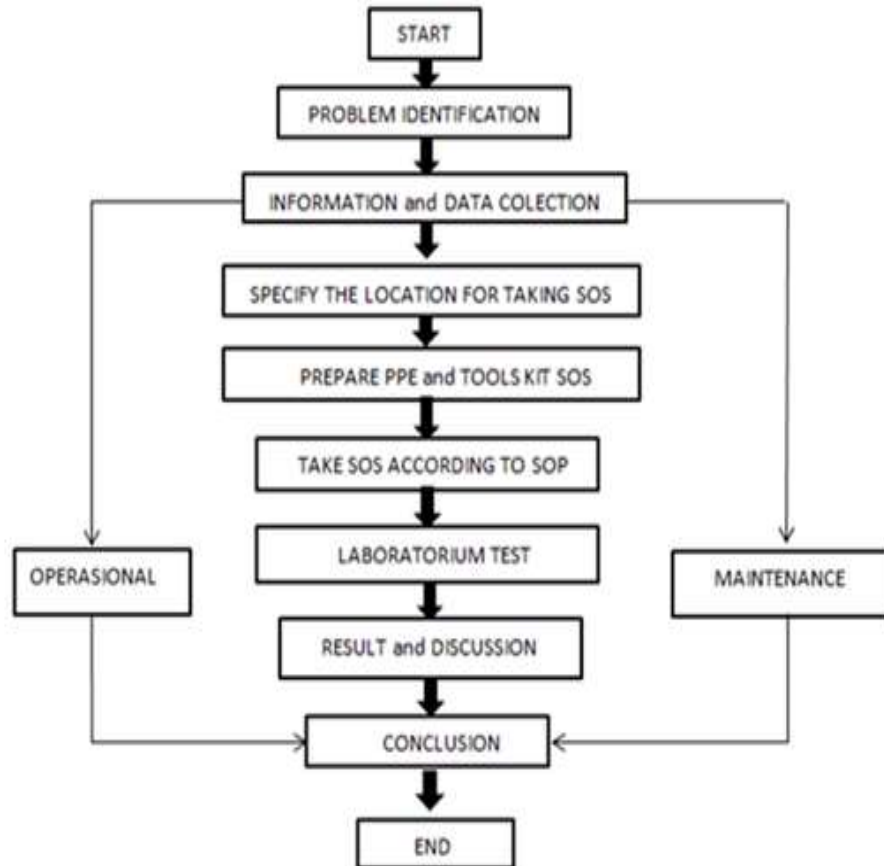 START
PROBLEM IDENTIFICATION
INFORMATION and DATA COLECTION
SPECIFY THE LOCATION FOR TAKING SOS
PREPARE PPE and TOOLS KIT SOS
TAKE SOS ACCORDING TO SOP
LABORATORIUM TEST
OPERASIONAL
MAINTENANCE
RESULT and DISCUSSION
CONCLUSION
END